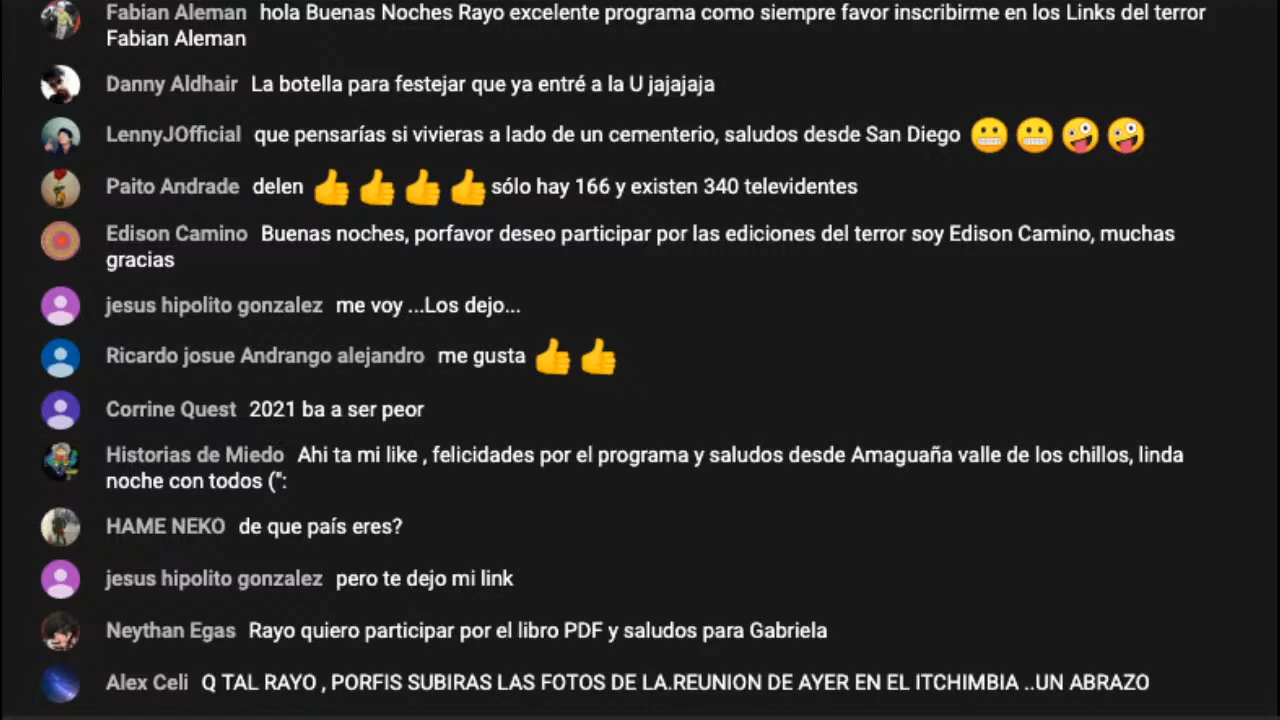 Fabian Aleman hola Buenas Noches Rayo excelente programa como siempre favor inscribirme en los Links del terror
Fabian Aleman
Danny Aldhair La botella para festejar que ya entré a la U jajajaja
LennyJOfficial que pensarías si vivieras a lado de un cementerio, saludos desde San Diego 😬😬🤪🤪
Paito Andrade delen 👍👍👍👍 sólo hay 166 y existen 340 televidentes
Edison Camino Buenas noches, porfavor deseo participar por las ediciones del terror soy Edison Camino, muchas
gracias
jesus hipolito gonzalez me voy ...Los dejo...
Ricardo josue Andrango alejandro me gusta 👍👍
Corrine Quest 2021 ba a ser peor
Historias de Miedo Ahi ta mi like , felicidades por el programa y saludos desde Amaguaña valle de los chillos, linda
noche con todos (":
HAME NEKO de que país eres?
jesus hipolito gonzalez pero te dejo mi link
Neythan Egas Rayo quiero participar por el libro PDF y saludos para Gabriela
Alex Celi Q TAL RAYO , PORFIS SUBIRAS LAS FOTOS DE LA.REUNION DE AYER EN EL ITCHIMBIA ..UN ABRAZO